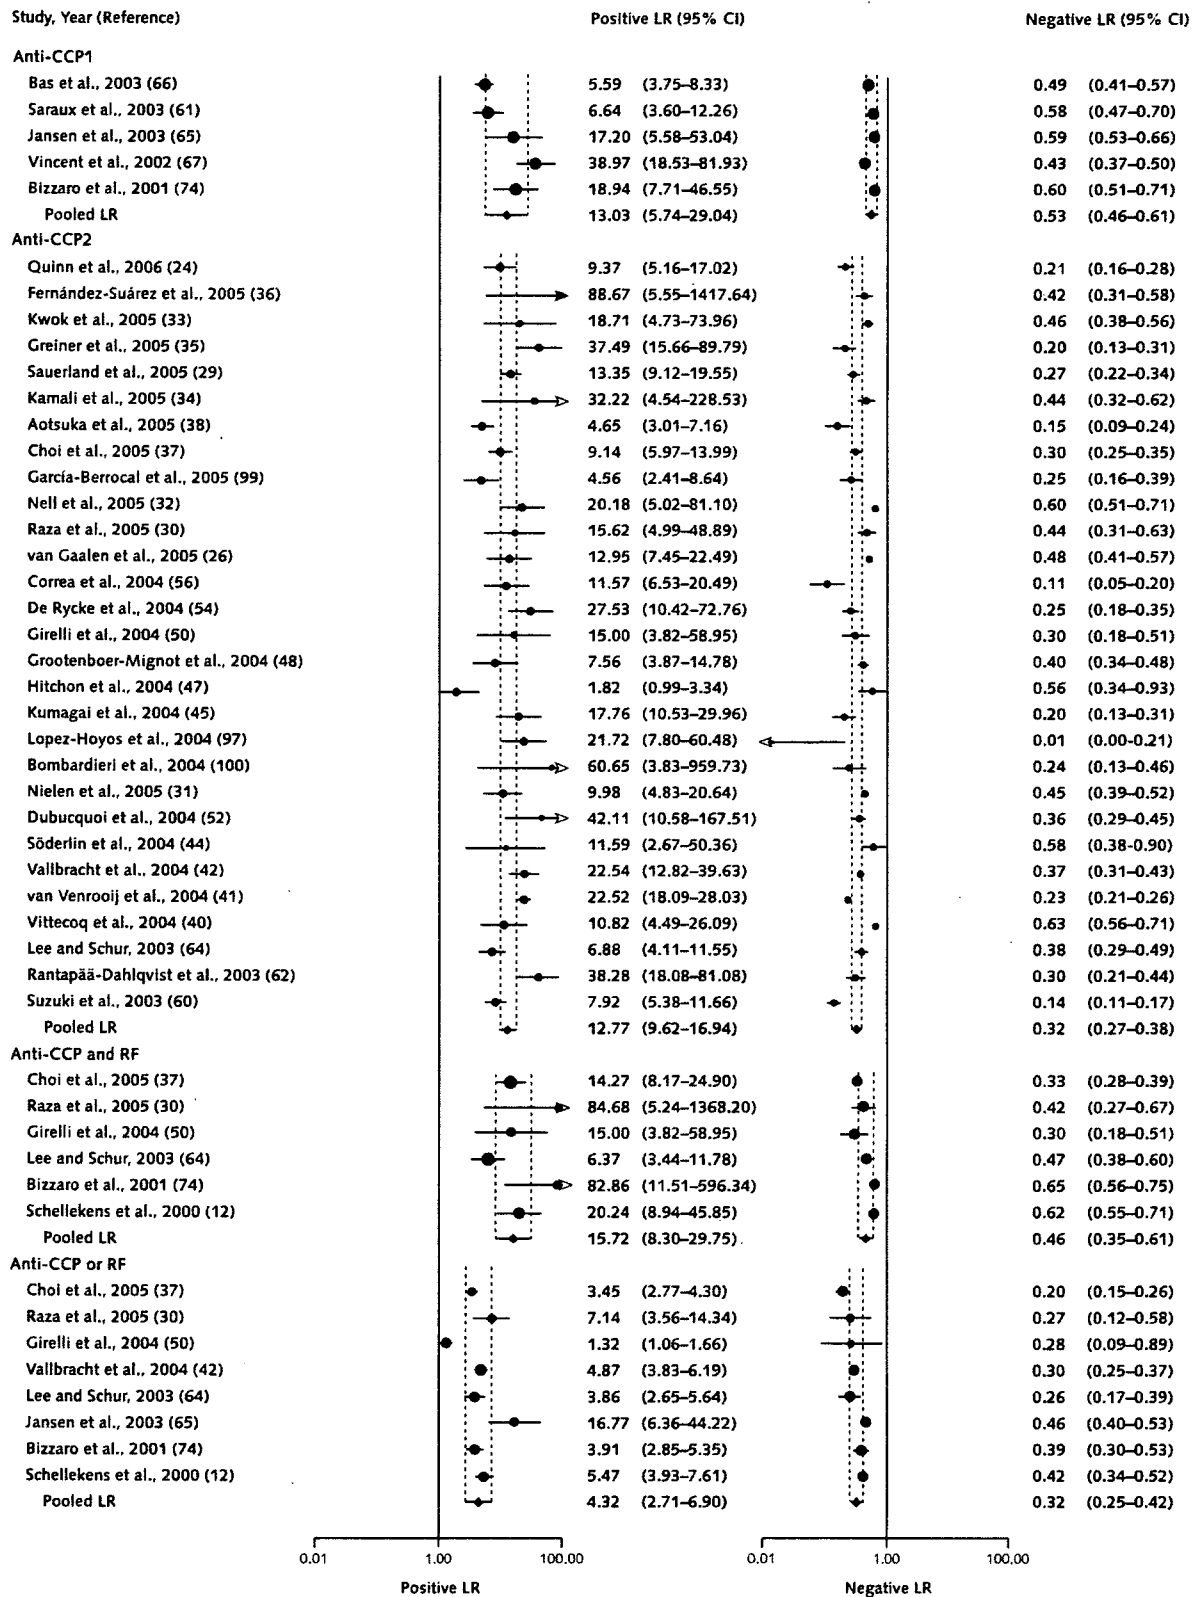 Study, Year (Reference) Positive LR (95% CI) Negative LR (95% CI)
Anti-CCP1
Bas et al., 2003 (66) 5.59 (3.75–8.33) 0.49 (0.41–0.57)
Saraux et al., 2003 (61) 6.64 (3.60–12.26) 0.58 (0.47–0.70)
Jansen et al., 2003 (65) 17.20 (5.58–53.04) 0.59 (0.53–0.66)
Vincent et al., 2002 (67) 38.97 (18.53–81.93) 0.43 (0.37–0.50)
Bizzaro et al., 2001 (74) 18.94 (7.71–46.55) 0.60 (0.51–0.71)
Pooled LR 13.03 (5.74–29.04) 0.53 (0.46–0.61)
Anti-CCP2
Quinn et al., 2006 (24) 9.37 (5.16–17.02) 0.21 (0.16–0.28)
Fernández-Suárez et al., 2005 (36) 88.67 (5.55–1417.64) 0.42 (0.31–0.58)
Kwok et al., 2005 (33) 18.71 (4.73–73.96) 0.46 (0.38–0.56)
Greiner et al., 2005 (35) 37.49 (15.66–89.79) 0.20 (0.13–0.31)
Sauerland et al., 2005 (29) 13.35 (9.12–19.55) 0.27 (0.22–0.34)
Kamali et al., 2005 (34) 32.22 (4.54–228.53) 0.44 (0.32–0.62)
Aotsuka et al., 2005 (38) 4.65 (3.01–7.16) 0.15 (0.09–0.24)
Choi et al., 2005 (37) 9.14 (5.97–13.99) 0.30 (0.25–0.35)
García-Berrocal et al., 2005 (99) 4.56 (2.41–8.64) 0.25 (0.16–0.39)
Nell et al., 2005 (32) 20.18 (5.02–81.10) 0.60 (0.51–0.71)
Raza et al., 2005 (30) 15.62 (4.99–48.89) 0.44 (0.31–0.63)
van Gaalen et al., 2005 (26) 12.95 (7.45–22.49) 0.48 (0.41–0.57)
Correa et al., 2004 (56) 11.57 (6.53–20.49) 0.11 (0.05–0.20)
De Rycke et al., 2004 (54) 27.53 (10.42–72.76) 0.25 (0.18–0.35)
Girelli et al., 2004 (50) 15.00 (3.82–58.95) 0.30 (0.18–0.51)
Grootenboer-Mignot et al., 2004 (48) 7.56 (3.87–14.78) 0.40 (0.34–0.48)
Hitchon et al., 2004 (47) 1.82 (0.99–3.34) 0.56 (0.34–0.93)
Kumagai et al., 2004 (45) 17.76 (10.53–29.96) 0.20 (0.13–0.31)
Lopez-Hoyos et al., 2004 (97) 21.72 (7.80–60.48) 0.01 (0.00-0.21)
Bombardieri et al., 2004 (100) 60.65 (3.83–959.73) 0.24 (0.13–0.46)
Nielen et al., 2005 (31) 9.98 (4.83–20.64) 0.45 (0.39–0.52)
Dubucquoi et al., 2004 (52) 42.11 (10.58–167.51) 0.36 (0.29–0.45)
Söderlin et al., 2004 (44) 11.59 (2.67–50.36) 0.58 (0.38-0.90)
Vallbracht et al., 2004 (42) 22.54 (12.82–39.63) 0.37 (0.31–0.43)
van Venrooij et al., 2004 (41) 22.52 (18.09–28.03) 0.23 (0.21–0.26)
Vittecoq et al., 2004 (40) 10.82 (4.49–26.09) 0.63 (0.56–0.71)
Lee and Schur, 2003 (64) 6.88 (4.11–11.55) 0.38 (0.29–0.49)
Rantapää-Dahlqvist et al., 2003 (62) 38.28 (18.08–81.08) 0.30 (0.21–0.44)
Suzuki et al., 2003 (60) 7.92 (5.38–11.66) 0.14 (0.11–0.17)
Pooled LR 12.77 (9.62–16.94) 0.32 (0.27–0.38)
Anti-CCP and RF
Choi et al., 2005 (37) 14.27 (8.17–24.90) 0.33 (0.28–0.39)
Raza et al., 2005 (30) 84.68 (5.24–1368.20) 0.42 (0.27–0.67)
Girelli et al., 2004 (50) 15.00 (3.82–58.95) 0.30 (0.18–0.51)
Lee and Schur, 2003 (64) 6.37 (3.44–11.78) 0.47 (0.38–0.60)
Bizzaro et al., 2001 (74) 82.86 (11.51–596.34) 0.65 (0.56–0.75)
Schellekens et al., 2000 (12) 20.24 (8.94–45.85) 0.62 (0.55–0.71)
Pooled LR 15.72 (8.30–29.75) 0.46 (0.35–0.61)
Anti-CCP or RF
Choi et al., 2005 (37) 3.45 (2.77–4.30) 0.20 (0.15–0.26)
Raza et al., 2005 (30) 7.14 (3.56–14.34) 0.27 (0.12–0.58)
Girelli et al., 2004 (50) 1.32 (1.06–1.66) 0.28 (0.09–0.89)
Vallbracht et al., 2004 (42) 4.87 (3.83–6.19) 0.30 (0.25–0.37)
Lee and Schur, 2003 (64) 3.86 (2.65–5.64) 0.26 (0.17–0.39)
Jansen et al., 2003 (65) 16.77 (6.36–44.22) 0.46 (0.40–0.53)
Bizzaro et al., 2001 (74) 3.91 (2.85–5.35) 0.39 (0.30–0.53)
Schellekens et al., 2000 (12) 5.47 (3.93–7.61) 0.42 (0.34–0.52)
Pooled LR 4.32 (2.71–6.90) 0.32 (0.25–0.42)
0.01 1.00 100.00 0.01 1.00 100.00
Positive LR Negative LR